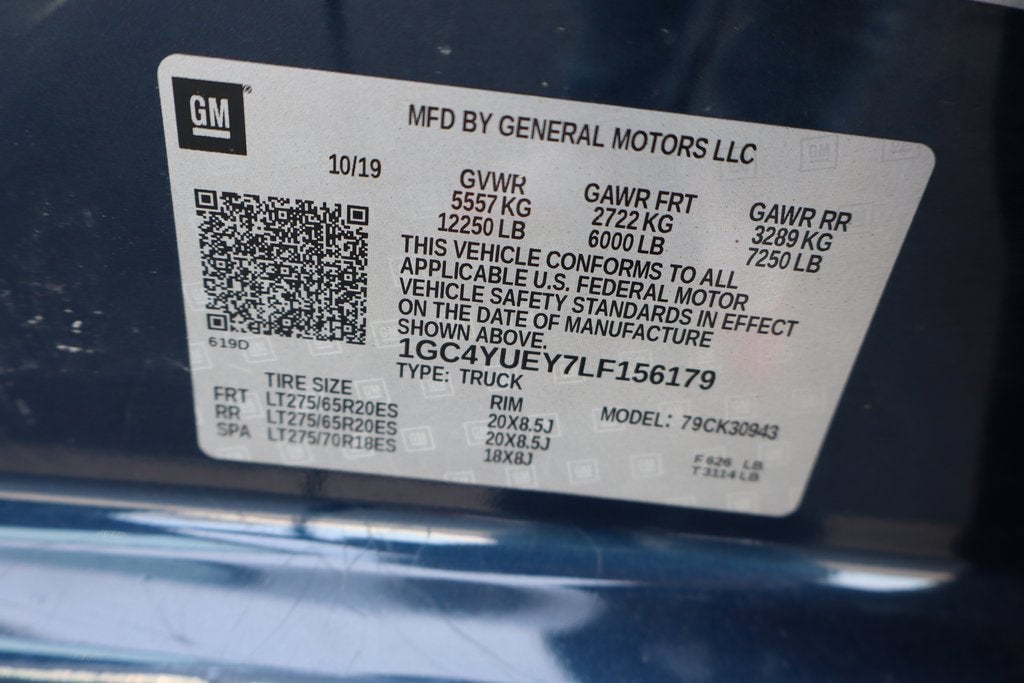 GM
MFD BY GENERAL MOTORS LLC
10/19
GVWR
5557 KG
12250 LB
GAWR FRT
2722 KG
6000 LB
GAWR RR
3289 KG
7250 LB
THIS VEHICLE CONFORMS TO ALL
APPLICABLE U.S. FEDERAL MOTOR
VEHICLE SAFETY STANDARDS IN EFFECT
ON THE DATE OF MANUFACTURE
SHOWN ABOVE.
619D
1GC4YUEY7LF156179
TYPE: TRUCK
TIRE SIZE
FRT LT275/65R20ES
RR LT275/65R20ES
SPA LT275/70R18ES
RIM
20X8.5J
20X8.5J
18X8J
MODEL: 79CK30943
F 626 LB
T 3114 LB